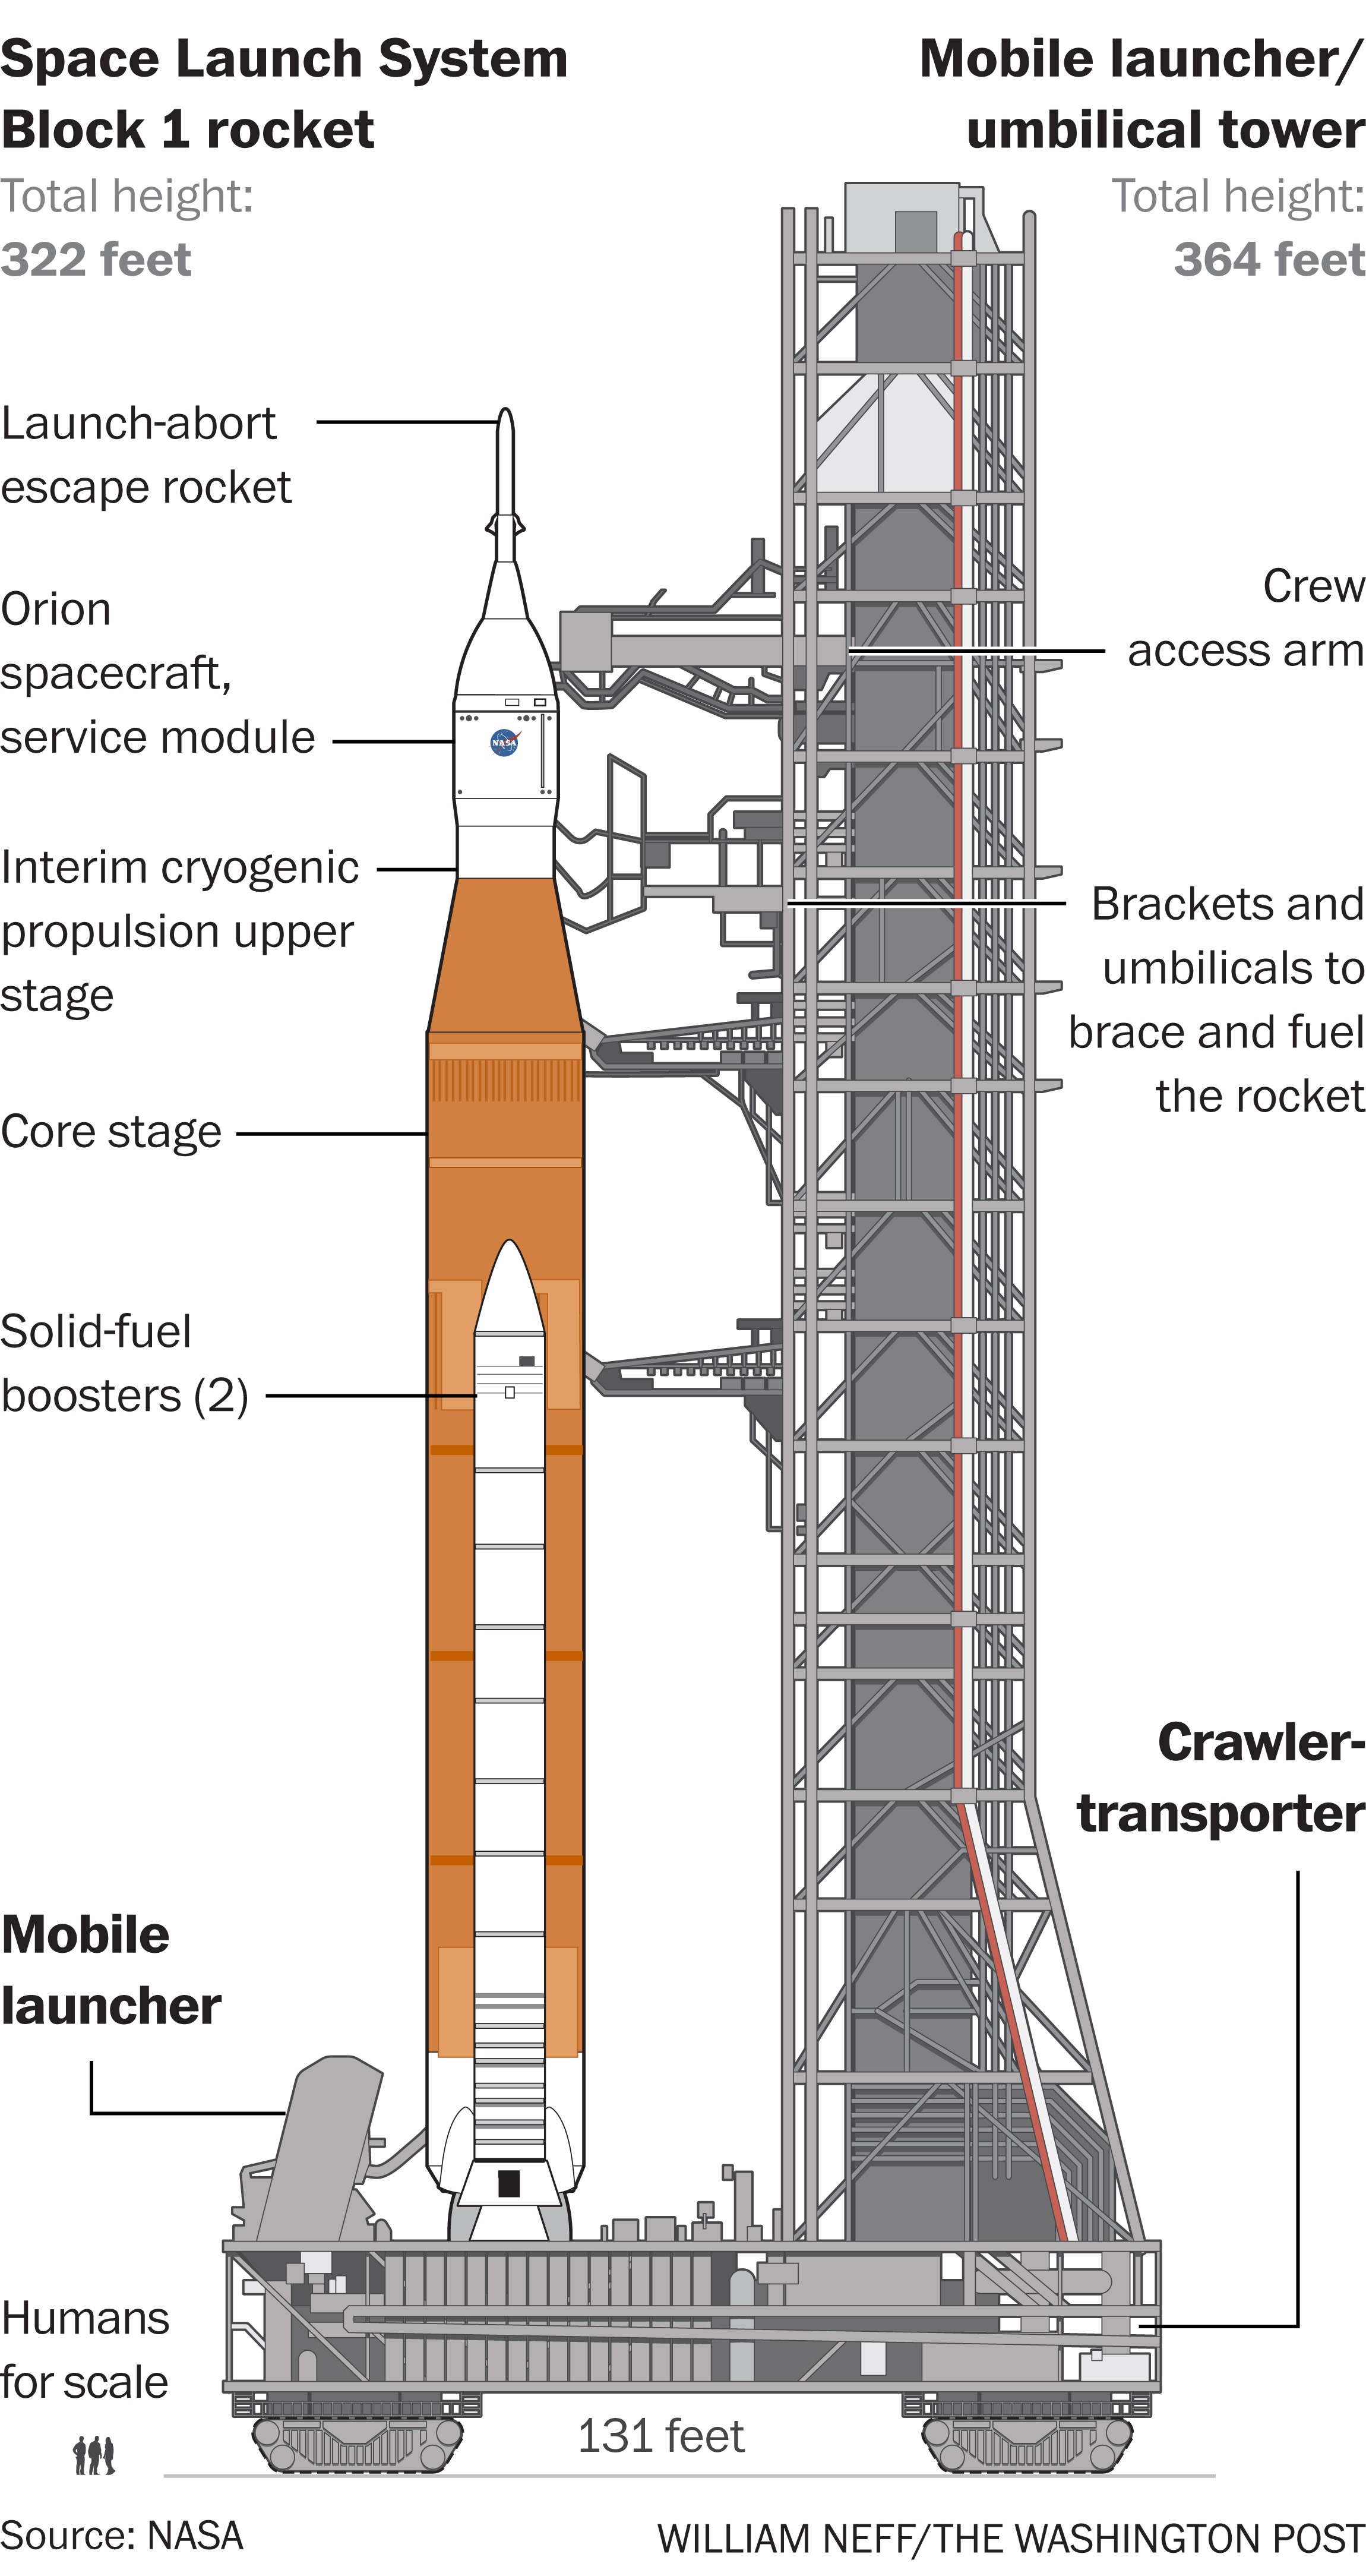 Space Launch System
Block 1 rocket
Total height:
322 feet
Mobile launcher/
umbilical tower
Total height:
364 feet
Launch-abort
escape rocket
Orion
spacecraft,
service module
NASA
Crew
access arm
Interim cryogenic
propulsion upper
stage
Brackets and
umbilicals to
brace and fuel
the rocket
Core stage
Solid-fuel
boosters (2)
Crawler-
transporter
Mobile
launcher
Humans
for scale
131 feet
Source: NASA
WILLIAM NEFF/THE WASHINGTON POST